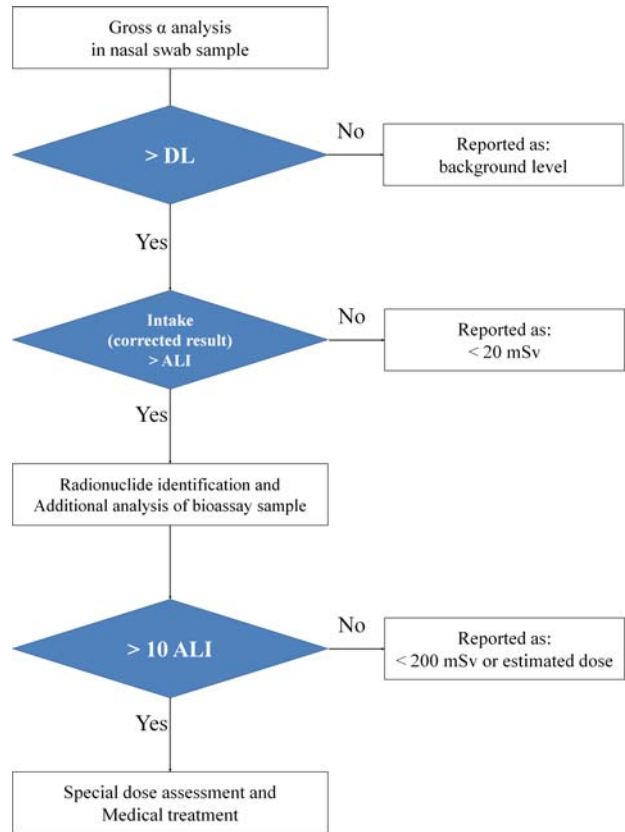 Gross α analysis
in nasal swab sample
> DL
No
Reported as:
background level
Yes
Intake
(corrected result)
> ALI
No
Reported as:
< 20 mSv
Yes
Radionuclide identification and
Additional analysis of bioassay sample
> 10 ALI
No
Reported as:
< 200 mSv or estimated dose
Yes
Special dose assessment and
Medical treatment